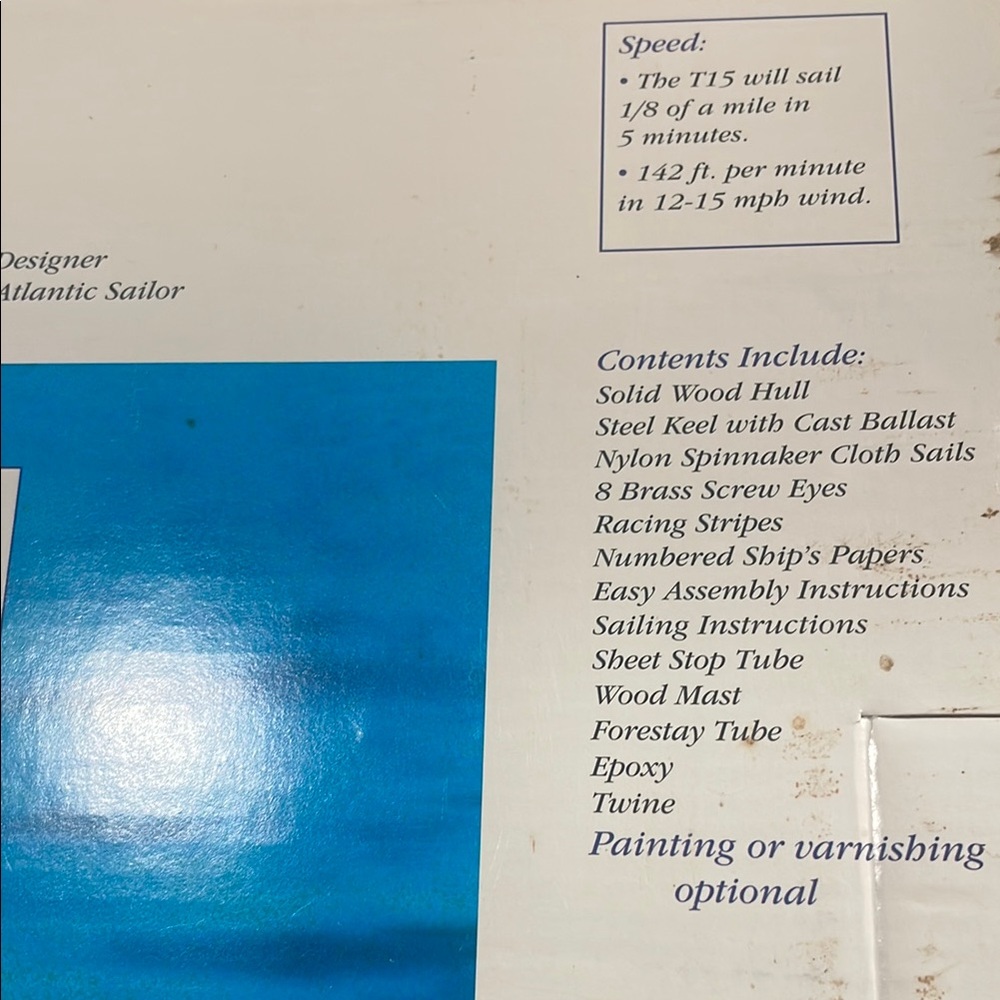 Speed:
• The T15 will sail
1/8 of a mile in
5 minutes.
• 142 ft. per minute
in 12-15 mph wind.
Designer
Atlantic Sailor
Contents Include:
Solid Wood Hull
Steel Keel with Cast Ballast
Nylon Spinnaker Cloth Sails
8 Brass Screw Eyes
Racing Stripes
Numbered Ship's Papers
Easy Assembly Instructions
Sailing Instructions
Sheet Stop Tube
Wood Mast
Forestay Tube
Epoxy
Twine
Painting or varnishing
optional